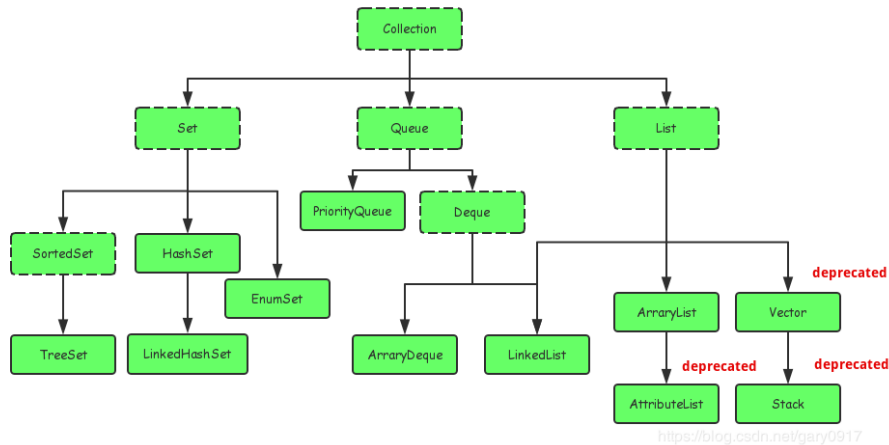 Collection
Set
Queue
List
PriorityQueue
Deque
SortedSet
HashSet
deprecated
EnumSet
ArraryList
Vector
TreeSet
LinkedHashSet
ArraryDeque
LinkedList
deprecated
deprecated
AttributeList
Stack
https://blog.csdn.net/gary0917